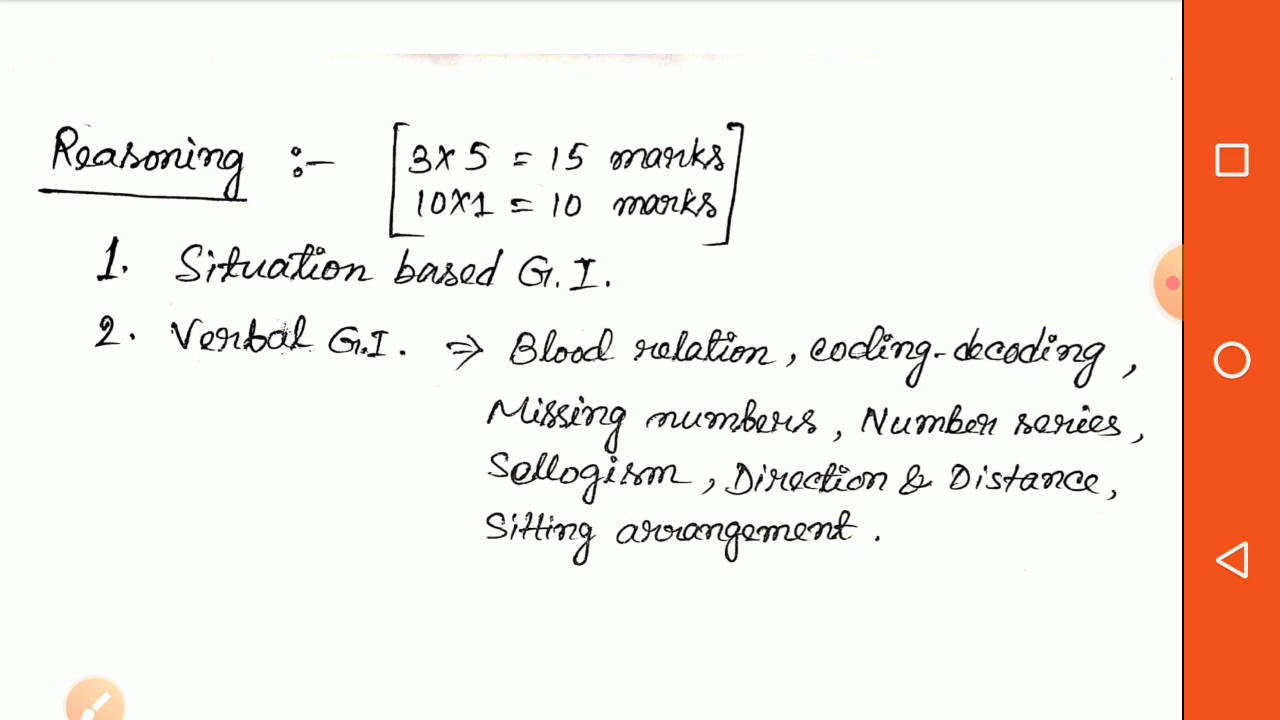 Reasoning :-
[3x5 = 15 marks
10x1 = 10 marks]
1. Situation based G.I.
2. Verbal G.I. ⇒ Blood relation, coding-decoding,
Missing numbers, Number series,
Sellogism, Direction & Distance,
Sitting arrangement.